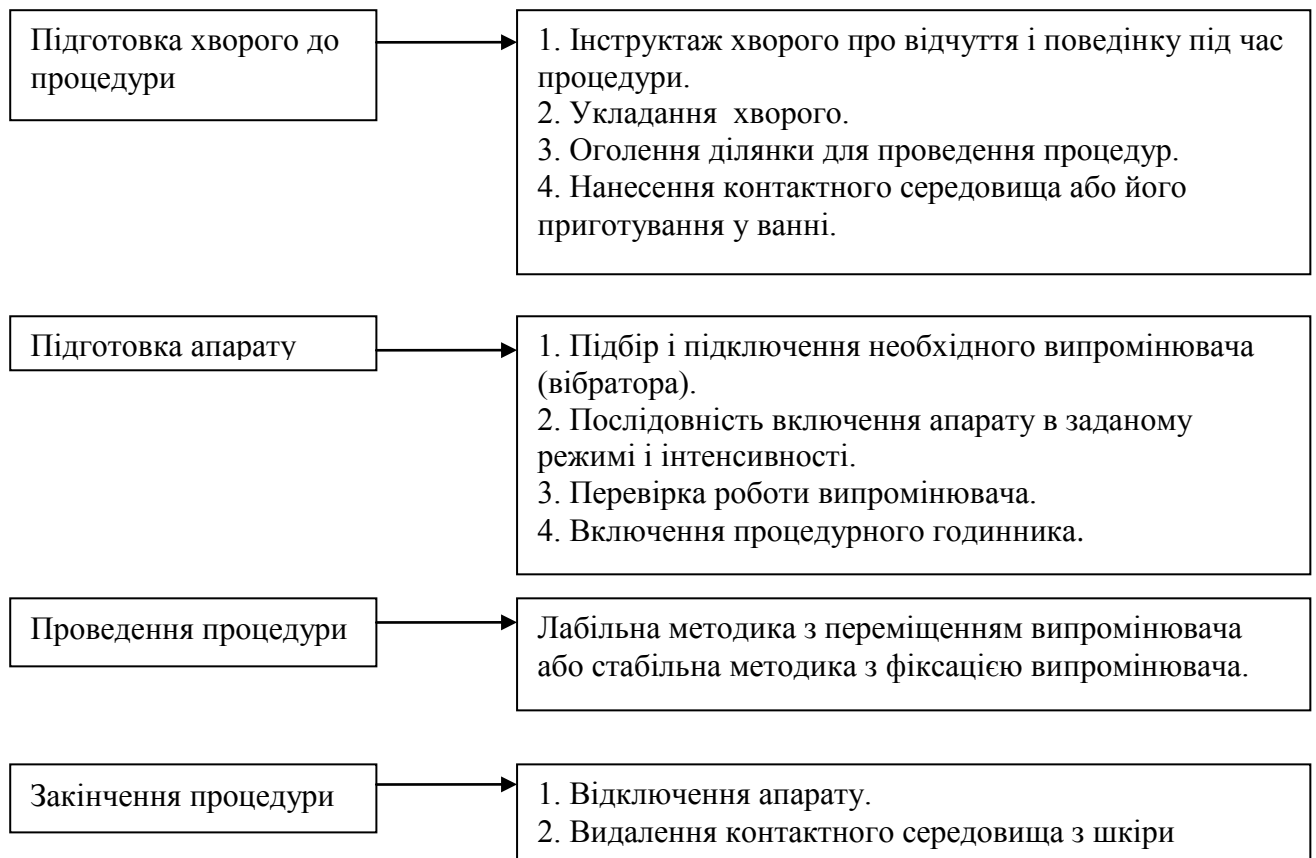 Підготовка хворого до
процедури
1. Інструктаж хворого про відчуття і поведінку під час
процедури.
2. Укладання хворого.
3. Оголення ділянки для проведення процедур.
4. Нанесення контактного середовища або його
приготування у ванні.
Підготовка апарату
1. Підбір і підключення необхідного випромінювача
(вібратора).
2. Послідовність включення апарату в заданому
режимі і інтенсивності.
3. Перевірка роботи випромінювача.
4. Включення процедурного годинника.
Проведення процедури
Лабільна методика з переміщенням випромінювача
або стабільна методика з фіксацією випромінювача.
Закінчення процедури
1. Відключення апарату.
2. Видалення контактного середовища з шкіри